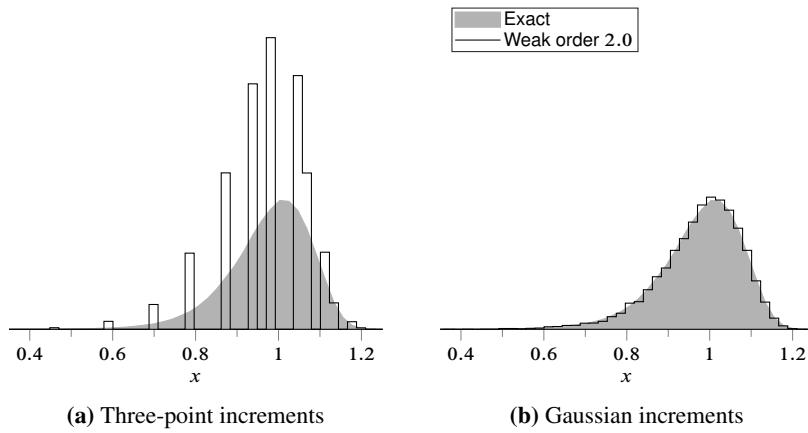 Exact
Weak order 2.0
0.4 0.6 0.8 1 1.2
x
0.4 0.6 0.8 1 1.2
x
(a) Three-point increments
(b) Gaussian increments